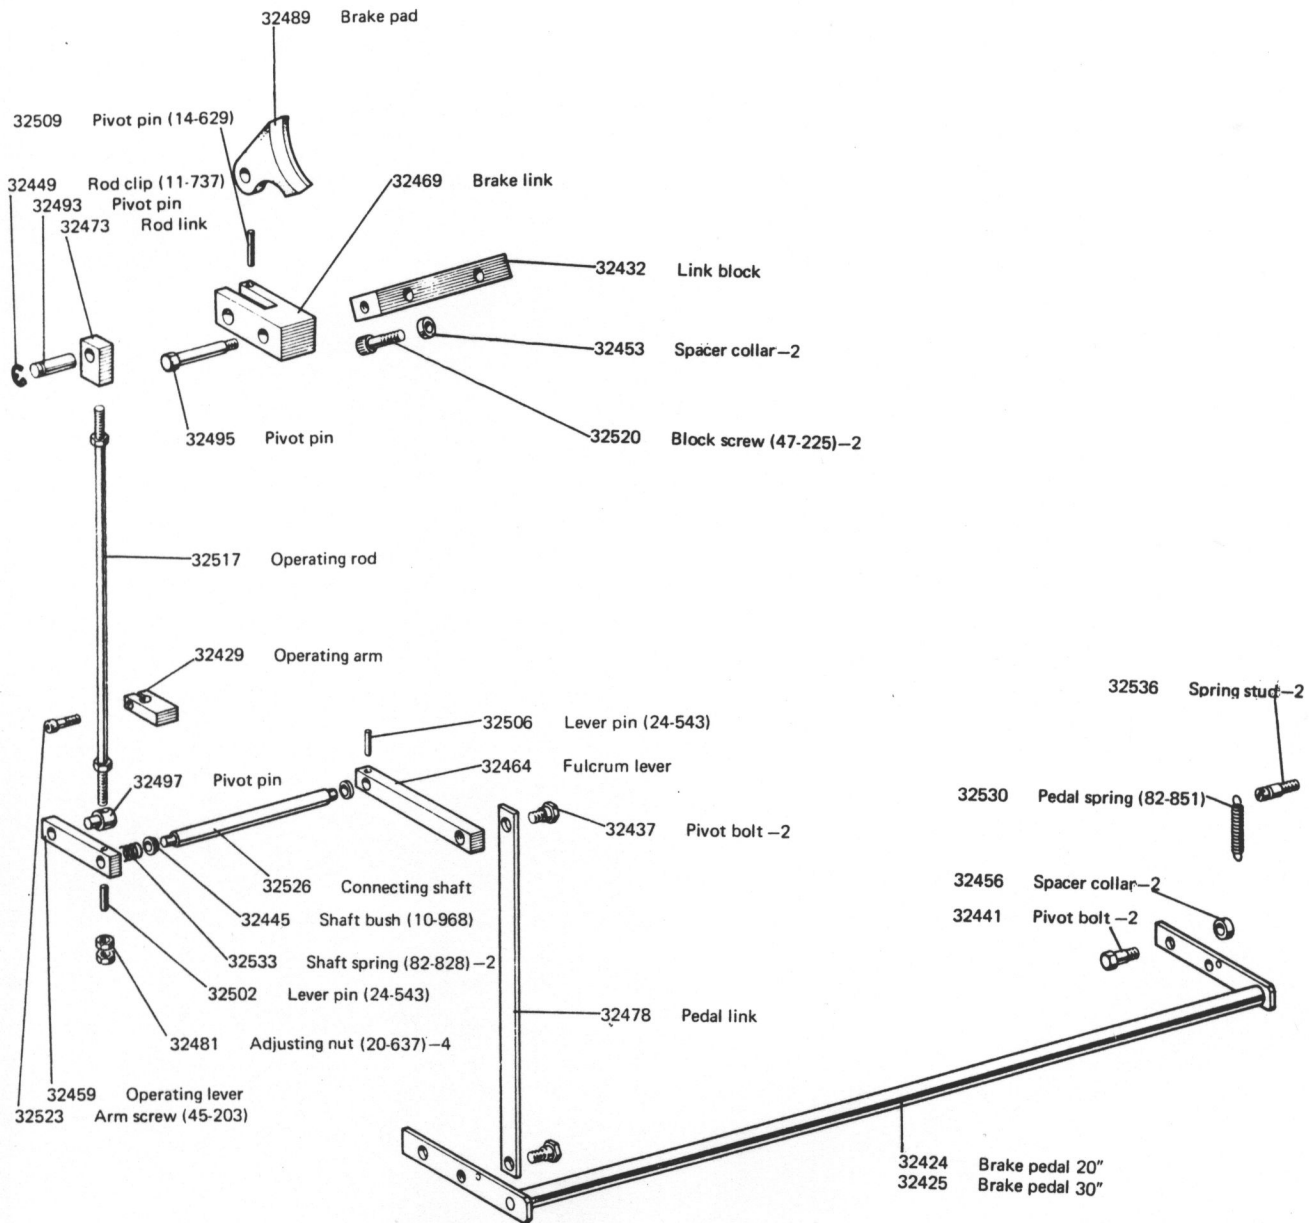 32489 Brake pad
32509 Pivot pin (14-629)
32449 Rod clip (11-737)
32493 Pivot pin
32473 Rod link
32469 Brake link
32432 Link block
32453 Spacer collar—2
32495 Pivot pin
32520 Block screw (47-225)—2
32517 Operating rod
32429 Operating arm
32536 Spring stud—2
32506 Lever pin (24-543)
32464 Fulcrum lever
32497 Pivot pin
32530 Pedal spring (82-851)
32437 Pivot bolt—2
32526 Connecting shaft
32456 Spacer collar—2
32445 Shaft bush (10-968)
32441 Pivot bolt—2
32533 Shaft spring (82-828)—2
32502 Lever pin (24-543)
32478 Pedal link
32481 Adjusting nut (20-637)—4
32459 Operating lever
32523 Arm screw (45-203)
32424 Brake pedal 20"
32425 Brake pedal 30"